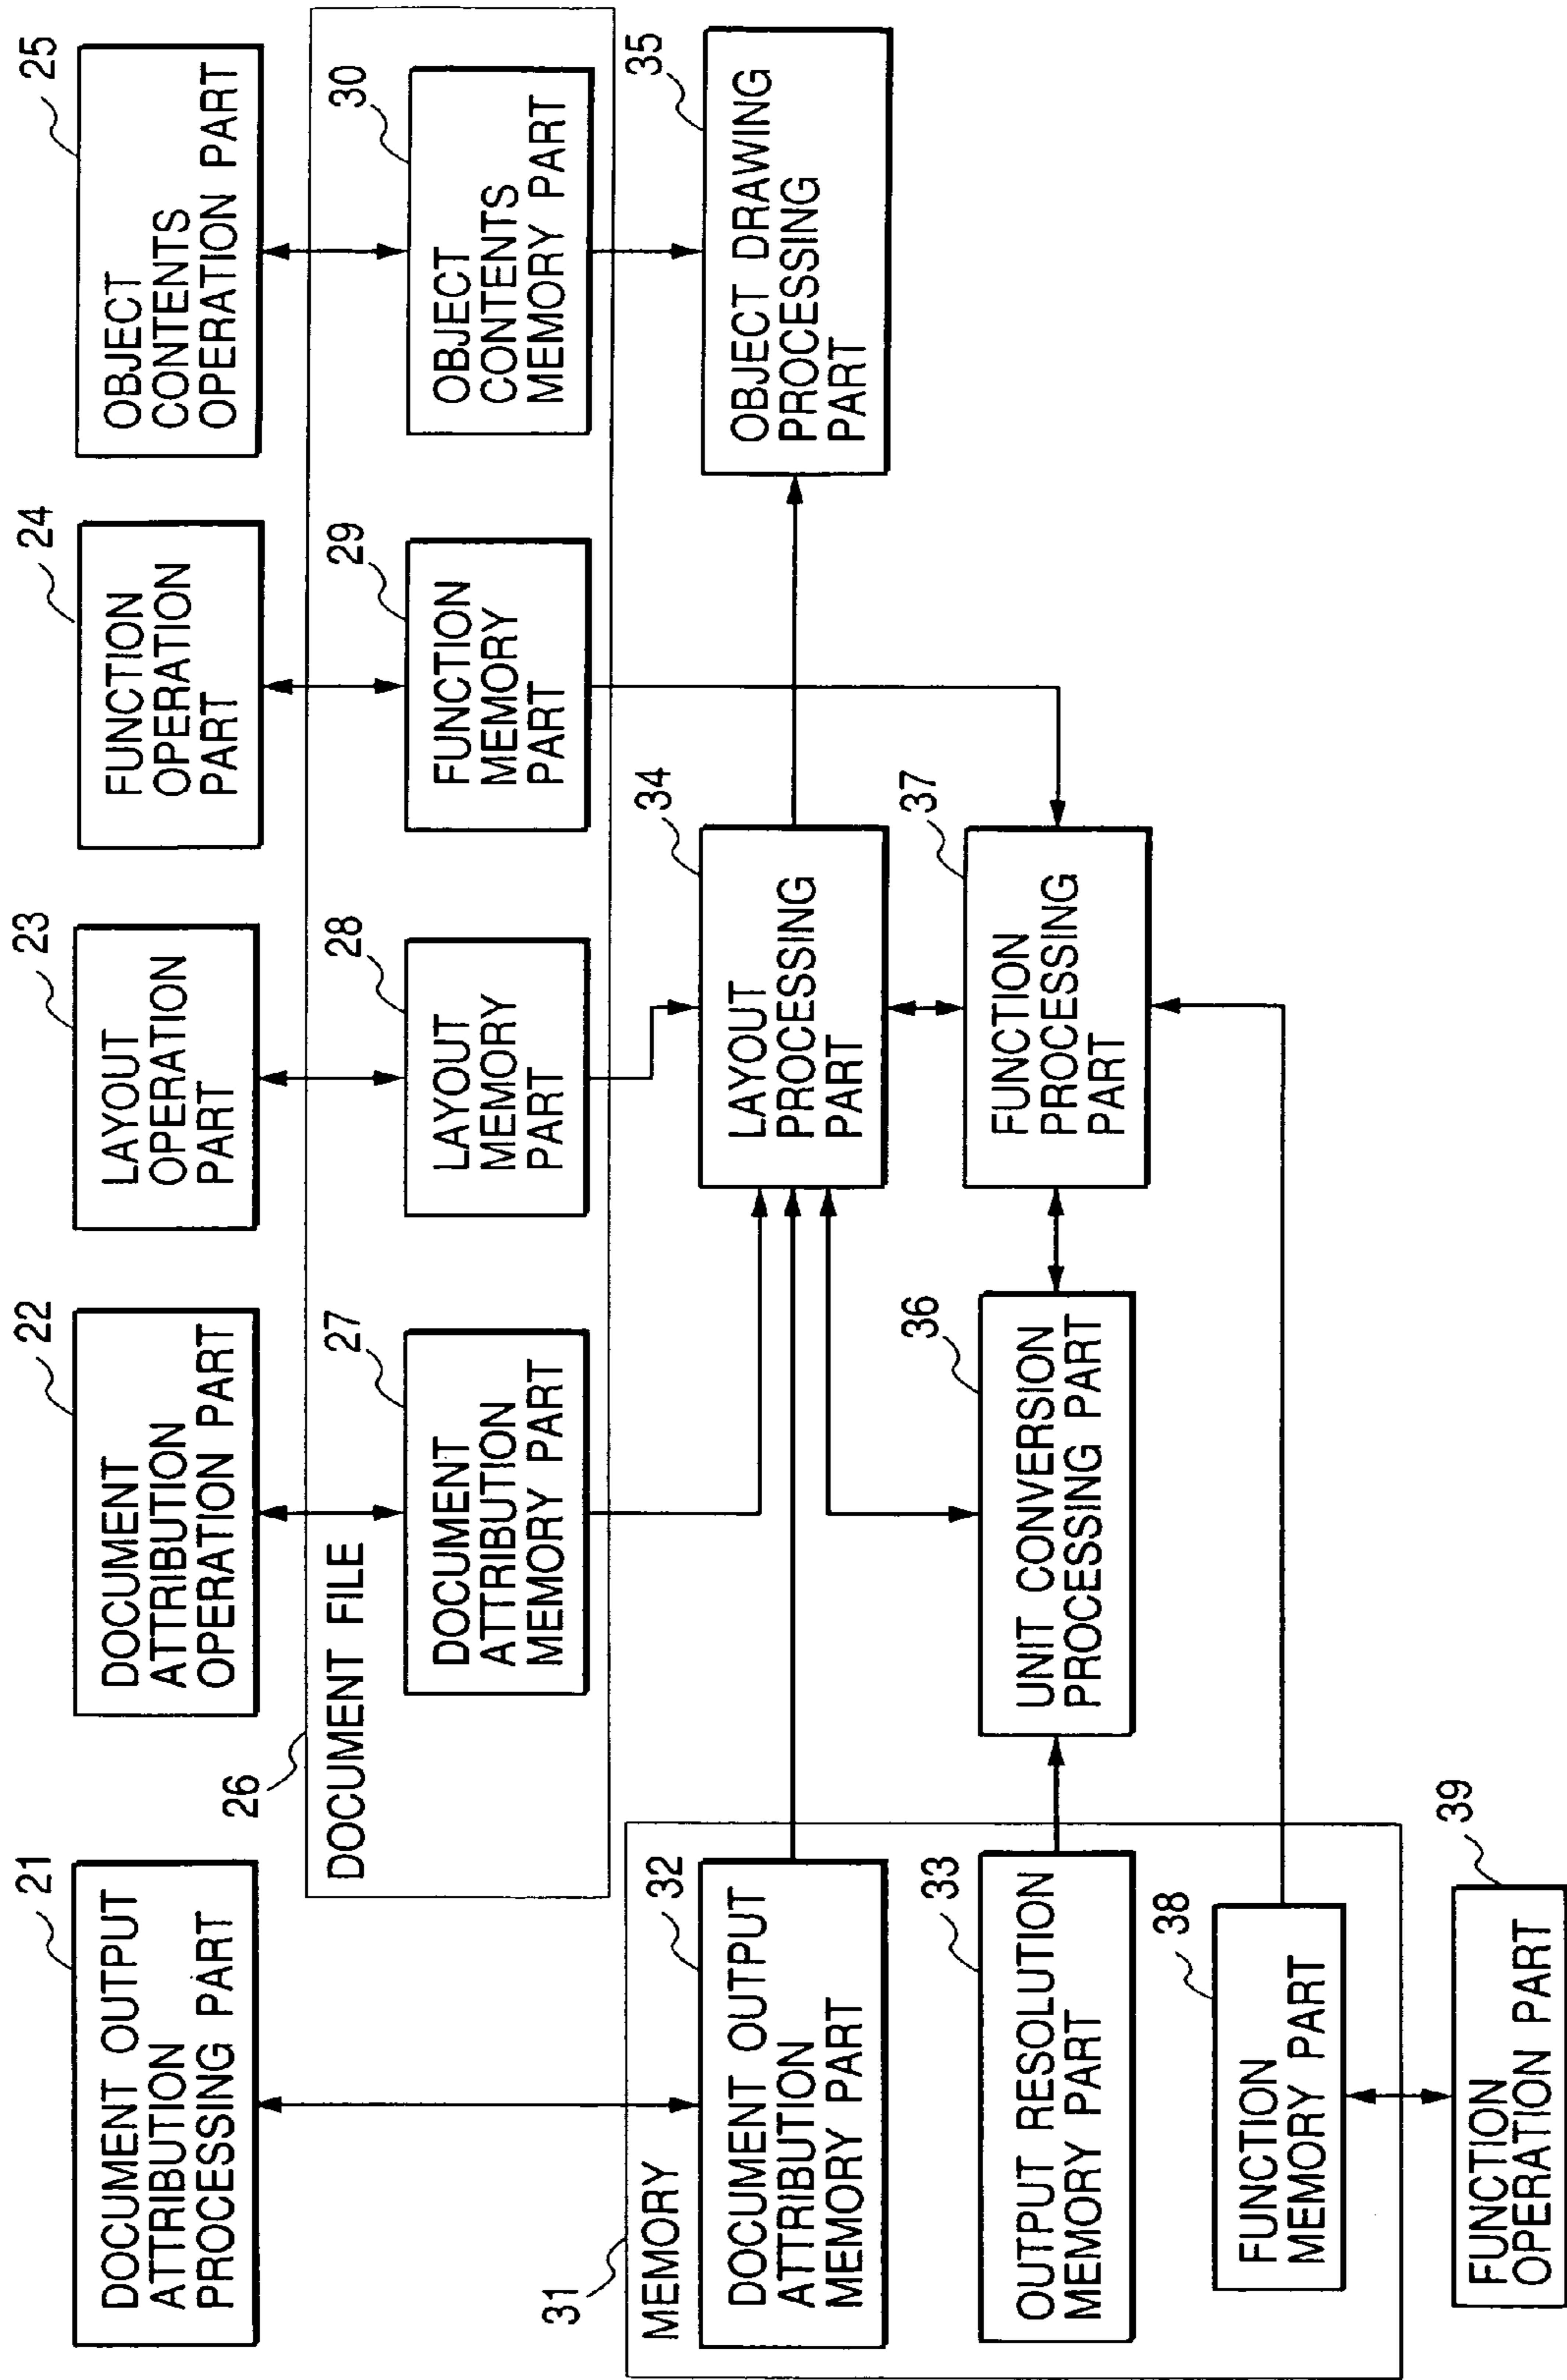 21
DOCUMENT OUTPUT
ATTRIBUTION
PROCESSING PART
22
DOCUMENT
ATTRIBUTION
OPERATION PART
23
LAYOUT
OPERATION
PART
24
FUNCTION
OPERATION
PART
25
OBJECT
CONTENTS
OPERATION PART
26
DOCUMENT FILE
27
DOCUMENT
ATTRIBUTION
MEMORY PART
28
LAYOUT
MEMORY
PART
29
FUNCTION
MEMORY
PART
30
OBJECT
CONTENTS
MEMORY PART
31
MEMORY
32
DOCUMENT OUTPUT
ATTRIBUTION
MEMORY PART
34
LAYOUT
PROCESSING
PART
35
OBJECT DRAWING
PROCESSING
PART
33
OUTPUT RESOLUTION
MEMORY PART
36
UNIT CONVERSION
PROCESSING PART
37
FUNCTION
PROCESSING
PART
38
FUNCTION
MEMORY PART
39
FUNCTION
OPERATION PART